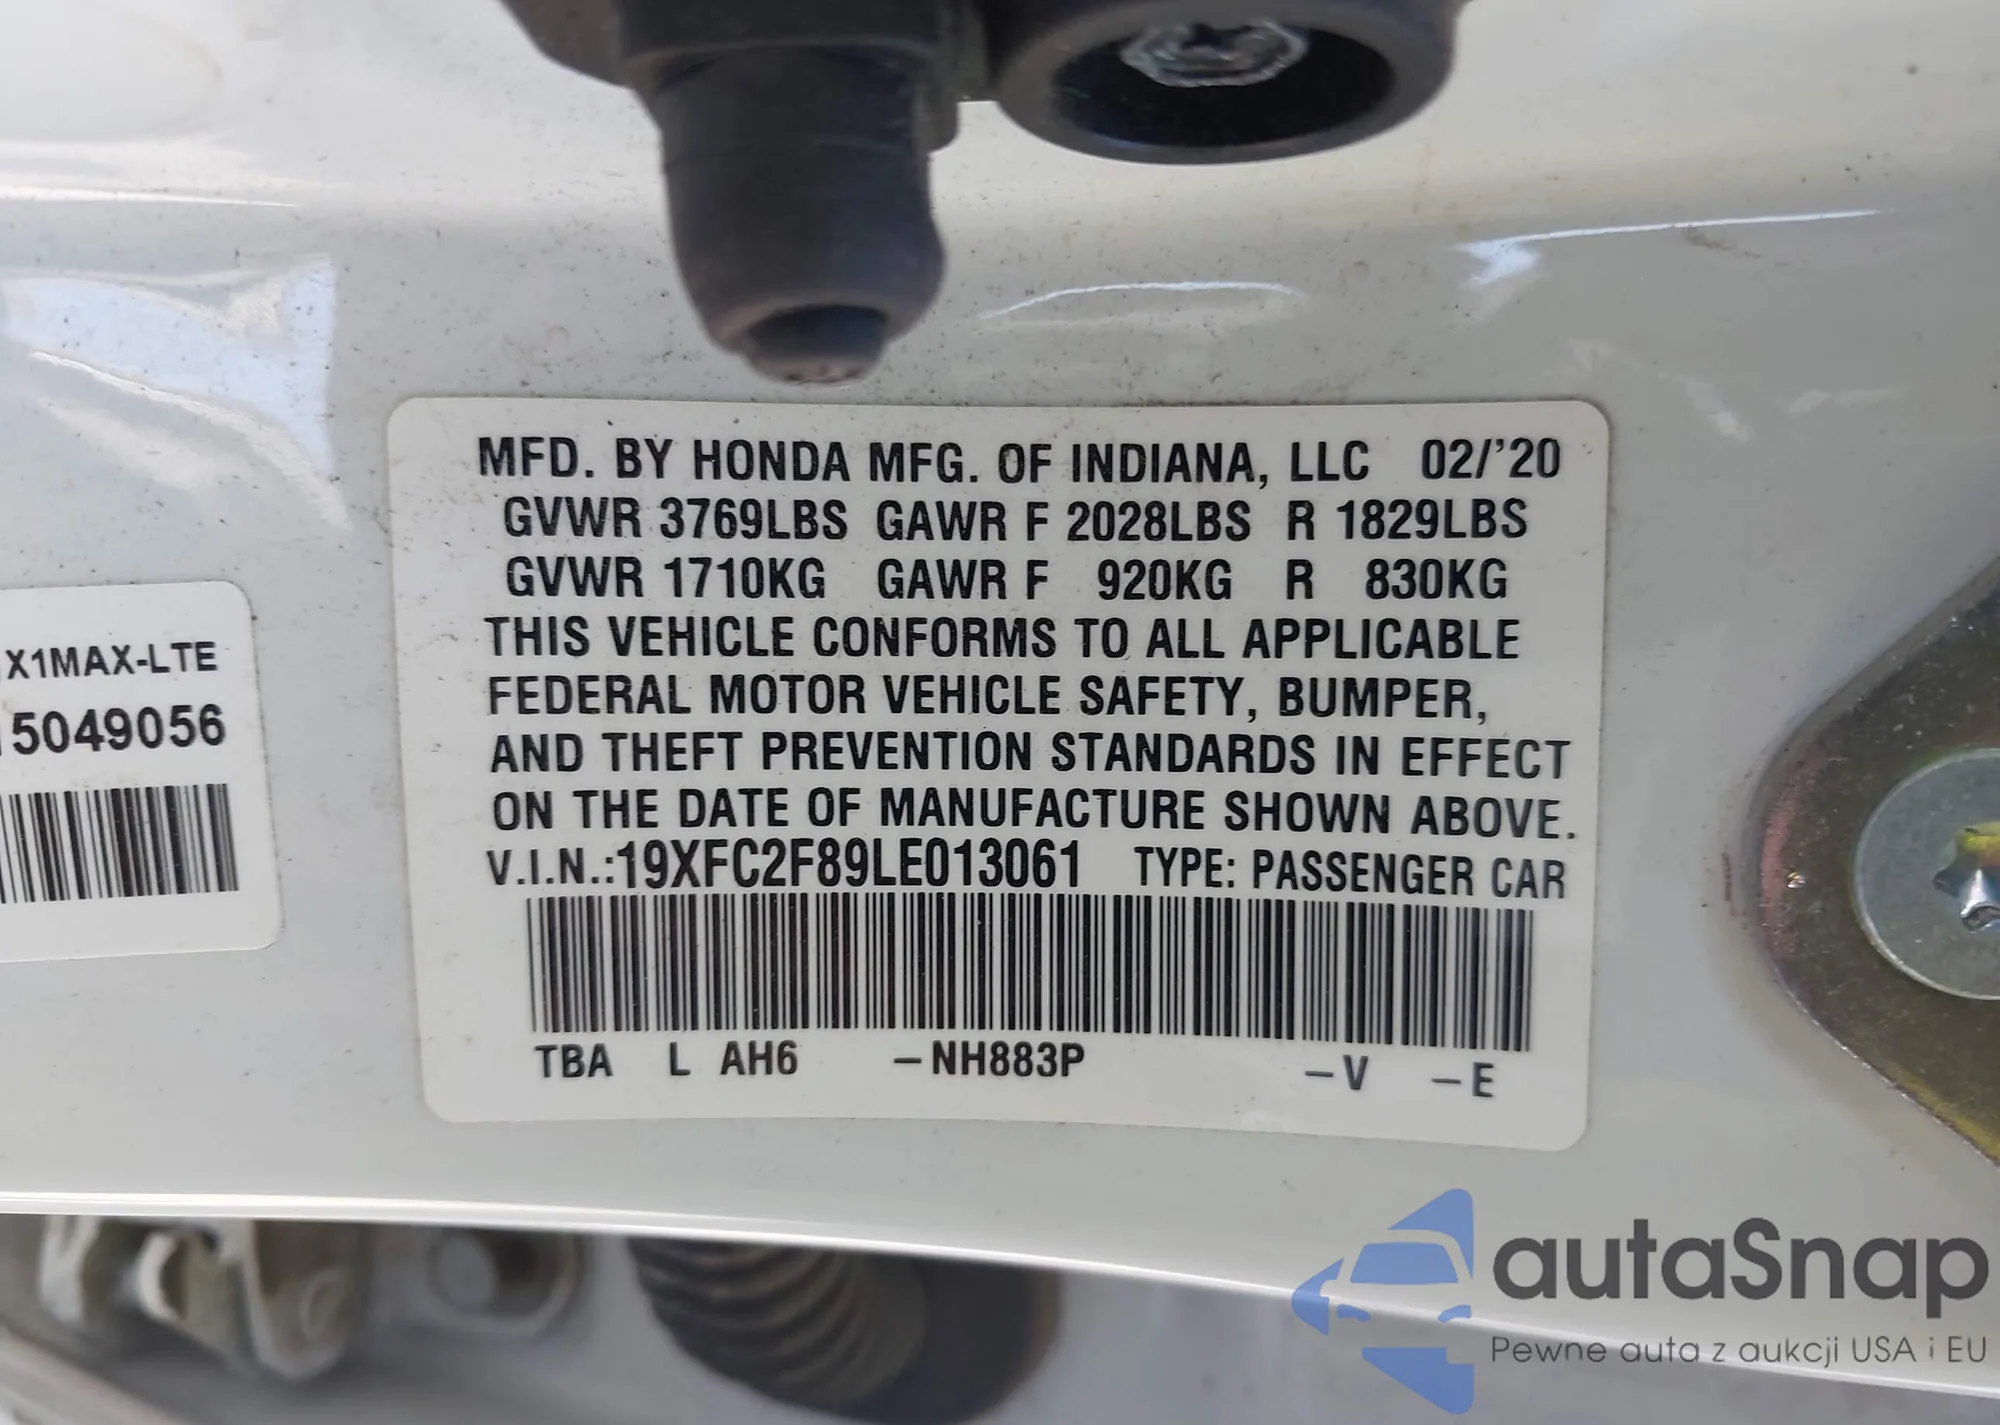 MFD. BY HONDA MFG. OF INDIANA, LLC 02/'20
GVWR 3769LBS GAWR F 2028LBS R 1829LBS
GVWR 1710KG GAWR F 920KG R 830KG
THIS VEHICLE CONFORMS TO ALL APPLICABLE
FEDERAL MOTOR VEHICLE SAFETY, BUMPER,
AND THEFT PREVENTION STANDARDS IN EFFECT
ON THE DATE OF MANUFACTURE SHOWN ABOVE.
V.I.N.:19XFC2F89LE013061 TYPE: PASSENGER CAR
TBA L AH6 –NH883P –V –E
X1MAX-LTE
5049056
autaSnap
Pewne auta z aukcji USA i EU